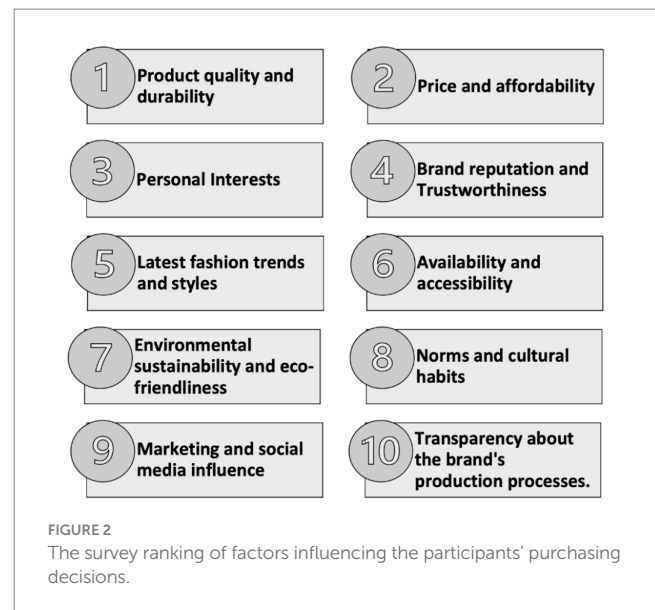 1
Product quality and
durability
2
Price and affordability
3
Personal Interests
4
Brand reputation and
Trustworthiness
5
Latest fashion trends
and styles
6
Availability and
accessibility
7
Environmental
sustainability and eco-
friendliness
8
Norms and cultural
habits
9
Marketing and social
media influence
10
Transparency about
the brand's
production processes.
FIGURE 2
The survey ranking of factors influencing the participants’ purchasing
decisions.